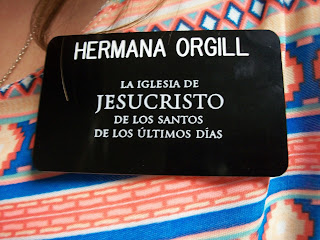 HERMANA ORGILL
LA IGLESIA DE
JESUCRISTO
DE LOS SANTOS
DE LOS ÚLTIMOS DÍAS